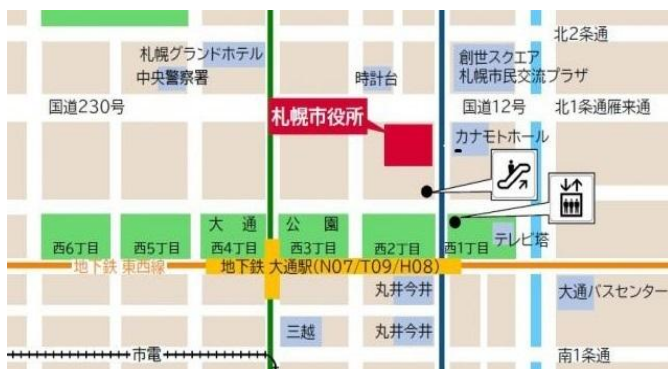 北2条通
札幌グランドホテル
創世スクエア
中央警察署
時計台
札幌市民交流プラザ
国道230号
国道12号
北1条通雁来通
札幌市役所
カナモトホール
大通
公園
西6丁目
西5丁目
西4丁目
西3丁目
西2丁目
西1丁目
テレビ塔
地下鉄 東西線
地下鉄 大通駅(N07/T09/H08)
丸井今井
大通バスセンター
三越
丸井今井
市電
南1条通